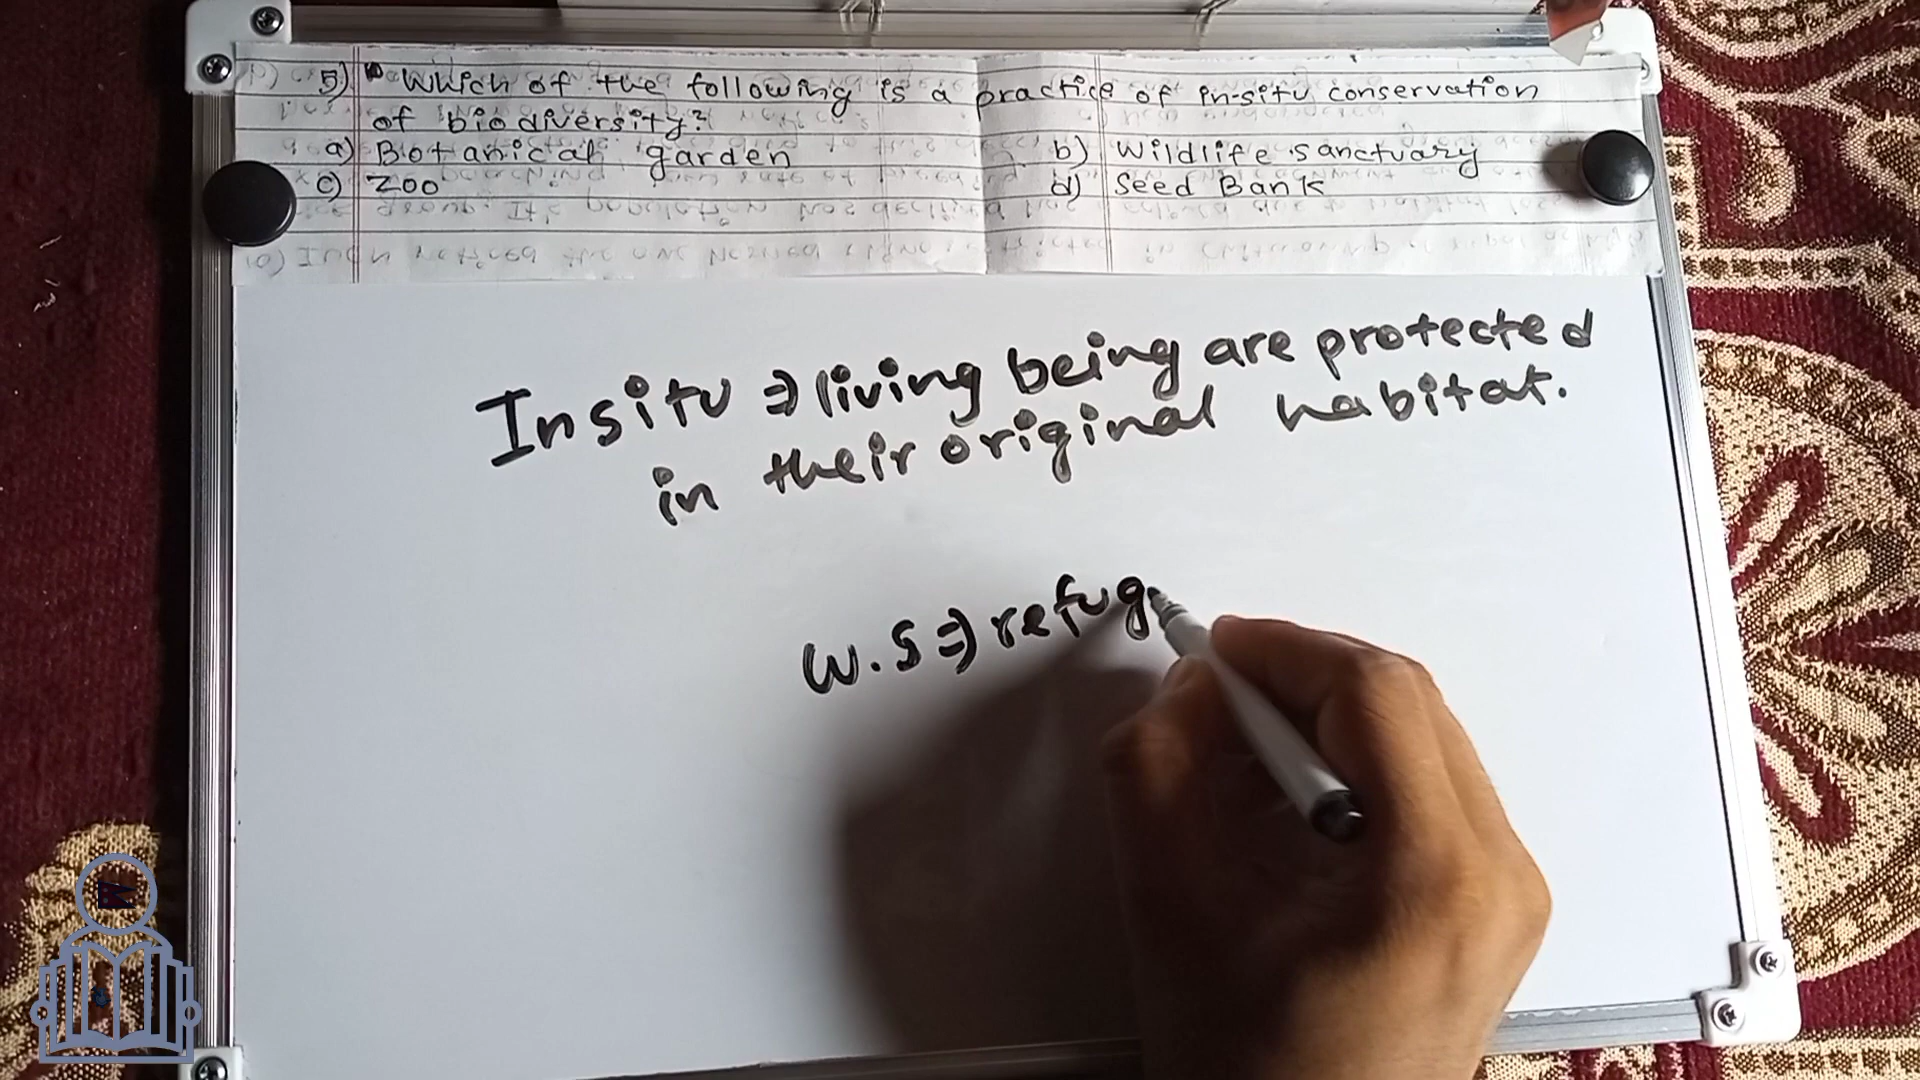 5) Which of the following is a practice of in-situ conservation
of biodiversity?
a) Botanical garden b) Wildlife sanctuary
c) Zoo d) Seed Bank
Insitu ⇒ living being are protected
in their original habitat.
W.S ⇒ refug